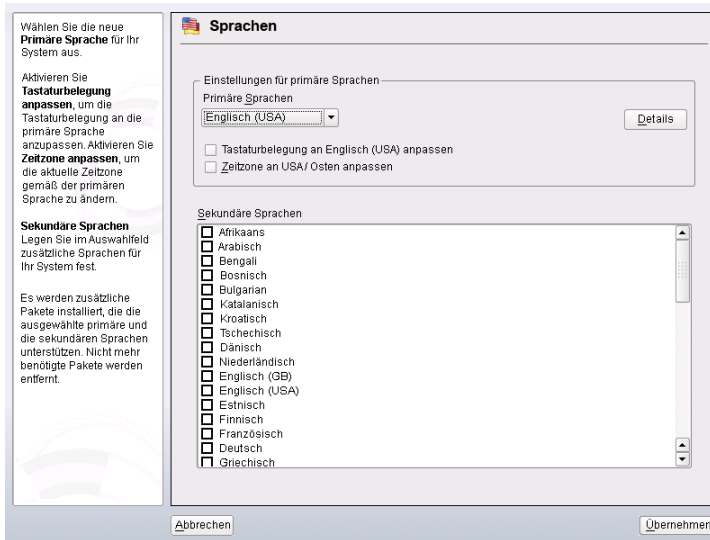 Wählen Sie die neue
Primäre Sprache für Ihr
System aus.
Aktivieren Sie
Tastaturbelegung
anpassen, um die
Tastaturbelegung an die
primäre Sprache
anzupassen. Aktivieren Sie
Zeitzone anpassen, um
die aktuelle Zeitzone
gemäß der primären
Sprache zu ändern.
Sekundäre Sprachen
Legen Sie im Auswahlfeld
zusätzliche Sprachen für
Ihr System fest.
Es werden zusätzliche
Pakete installiert, die die
ausgewählte primäre und
die sekundären Sprachen
unterstützen. Nicht mehr
benötigte Pakete werden
entfernt.
Sprachen
Einstellungen für primäre Sprachen
Primäre Sprachen
Englisch (USA)
Details
Tastaturbelegung an Englisch (USA) anpassen
Zeitzone an USA / Osten anpassen
Sekundäre Sprachen
Afrikaans
Arabisch
Bengali
Bosnisch
Bulgarian
Katalanisch
Kroatisch
Tschechisch
Dänisch
Niederländisch
Englisch (GB)
Englisch (USA)
Estnisch
Finnisch
Französisch
Deutsch
Griechisch
Abbrechen
Übernehmen